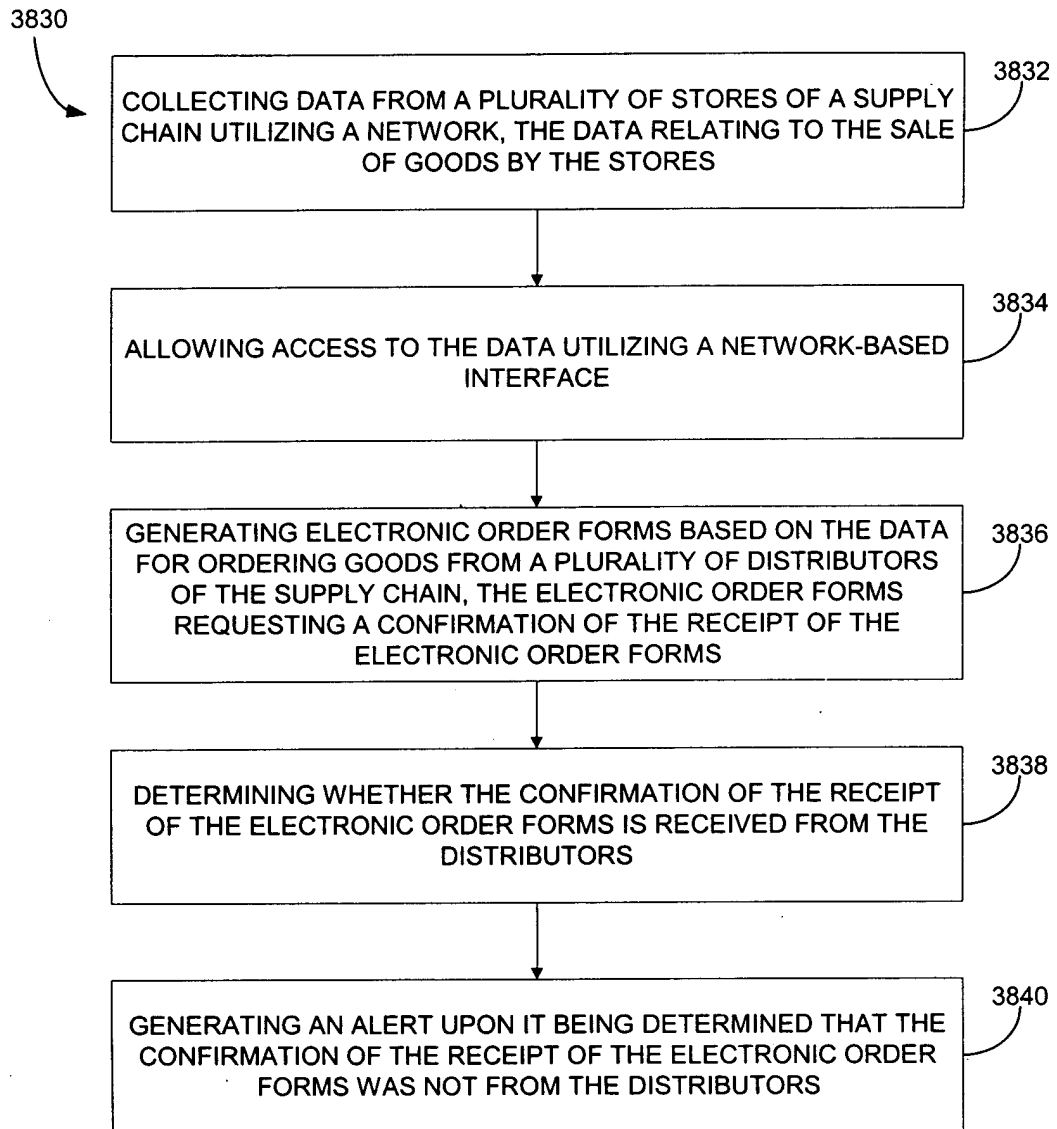 3830
3832
COLLECTING DATA FROM A PLURALITY OF STORES OF A SUPPLY
CHAIN UTILIZING A NETWORK, THE DATA RELATING TO THE SALE
OF GOODS BY THE STORES
3834
ALLOWING ACCESS TO THE DATA UTILIZING A NETWORK-BASED
INTERFACE
3836
GENERATING ELECTRONIC ORDER FORMS BASED ON THE DATA
FOR ORDERING GOODS FROM A PLURALITY OF DISTRIBUTORS
OF THE SUPPLY CHAIN, THE ELECTRONIC ORDER FORMS
REQUESTING A CONFIRMATION OF THE RECEIPT OF THE
ELECTRONIC ORDER FORMS
3838
DETERMINING WHETHER THE CONFIRMATION OF THE RECEIPT
OF THE ELECTRONIC ORDER FORMS IS RECEIVED FROM THE
DISTRIBUTORS
3840
GENERATING AN ALERT UPON IT BEING DETERMINED THAT THE
CONFIRMATION OF THE RECEIPT OF THE ELECTRONIC ORDER
FORMS WAS NOT FROM THE DISTRIBUTORS